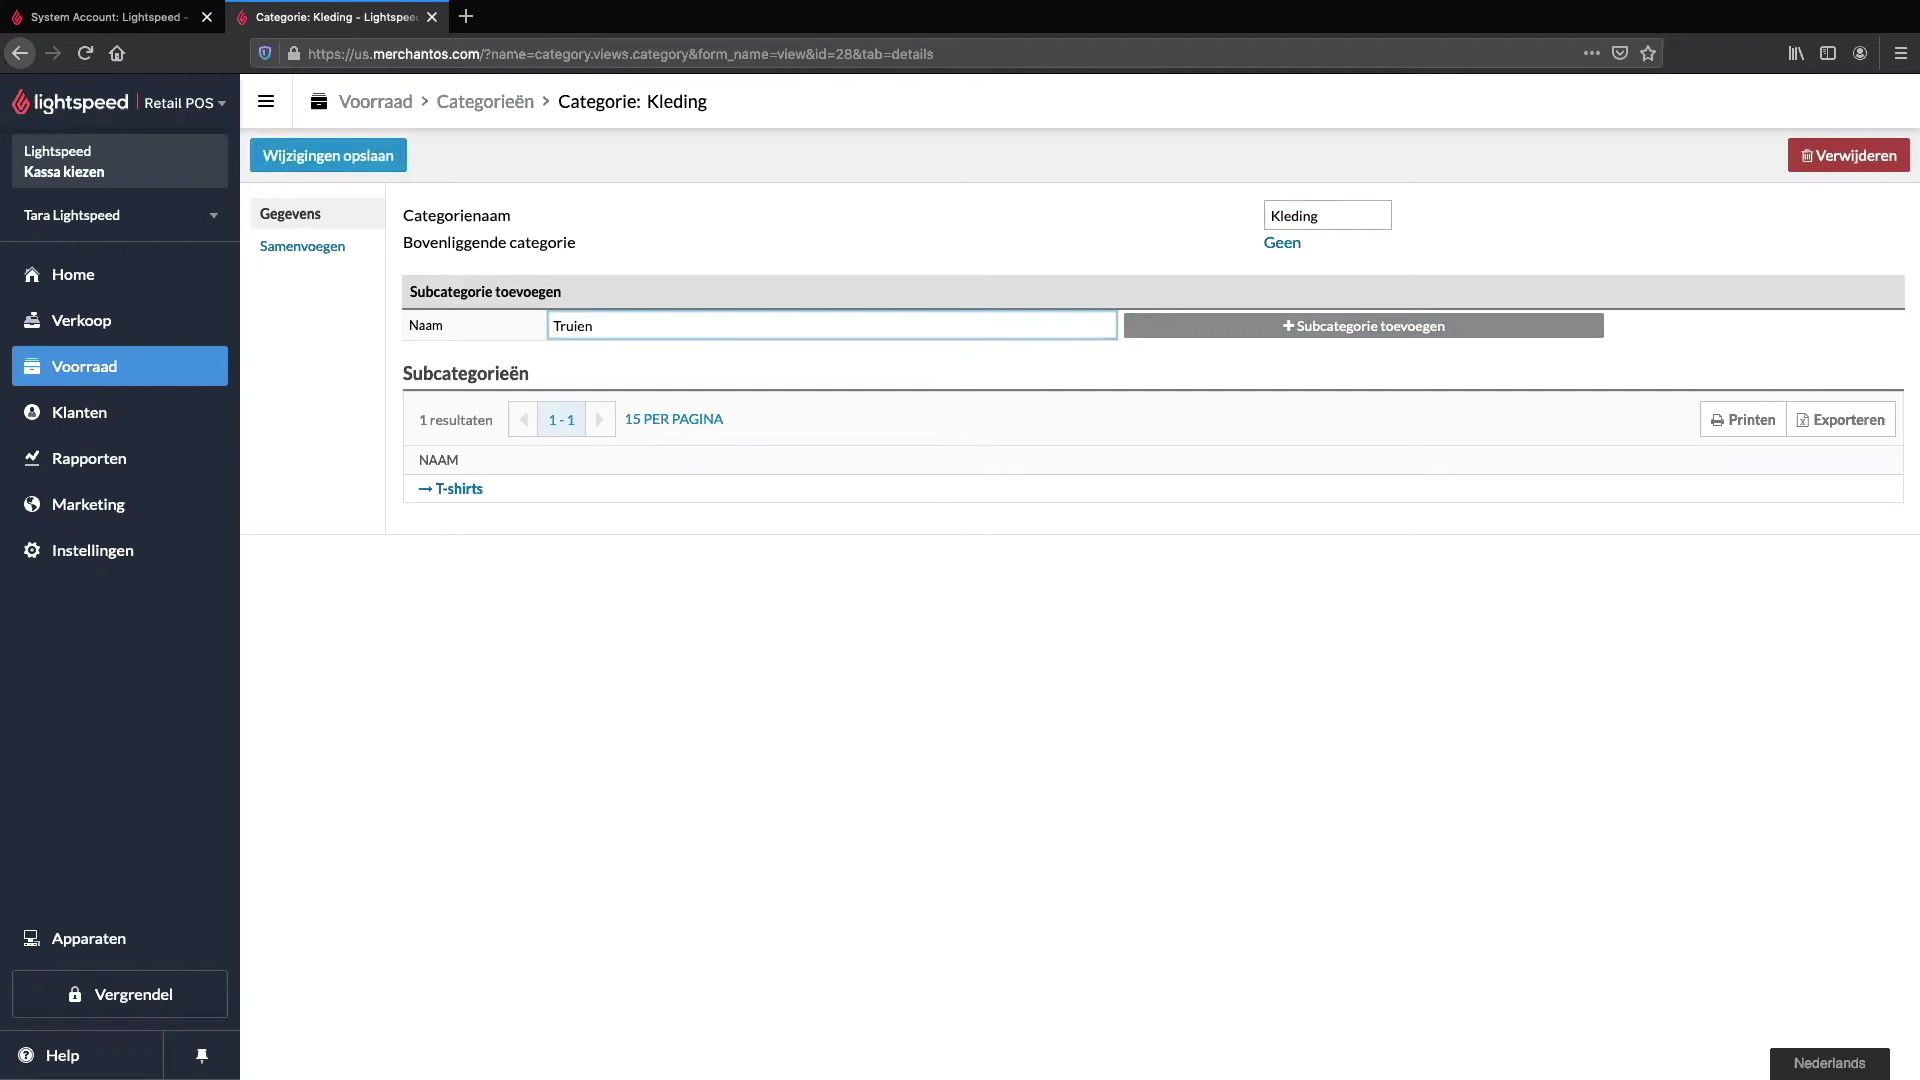 System Account: Lightspeed -
Categorie: Kleding - Lightspeed
https://us.merchantos.com/?name=category.views.category&form_name=view&id=28&tab=details
lightspeed Retail POS
Voorraad > Categorieën > Categorie: Kleding
Lightspeed
Kassa kiezen
Wijzigingen opslaan
Verwijderen
Tara Lightspeed
Gegevens
Samenvoegen
Categorienaam
Kleding
Bovenliggende categorie
Geen
Home
Verkoop
Voorraad
Klanten
Rapporten
Marketing
Instellingen
Subcategorie toevoegen
Naam
Truien
+ Subcategorie toevoegen
Subcategorieën
1 resultaten
1 - 1
15 PER PAGINA
Printen
Exporteren
NAAM
→ T-shirts
Apparaten
Vergrendel
Help
Nederlands